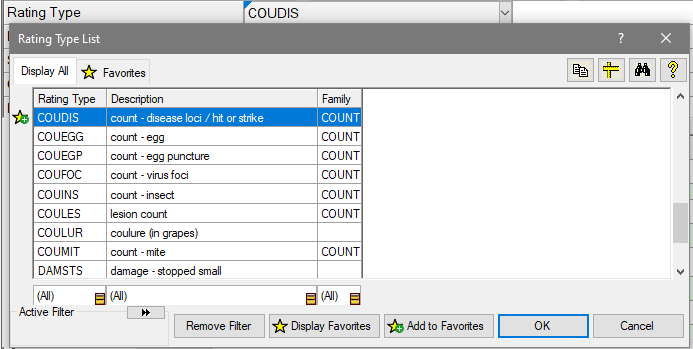 Rating Type COUDIS
Rating Type List ? ×
Display All Favorites
Rating Type Description Family
COUDIS count - disease loci / hit or strike COUNT
COUEGG count - egg COUNT
COUEGP count - egg puncture COUNT
COUFOC count - virus foci COUNT
COUINS count - insect COUNT
COULES lesion count COUNT
COULUR coulure (in grapes)
COUMIT count - mite COUNT
DAMSTS damage - stopped small
(All) (All) (All)
Active Filter
Remove Filter Display Favorites Add to Favorites OK Cancel